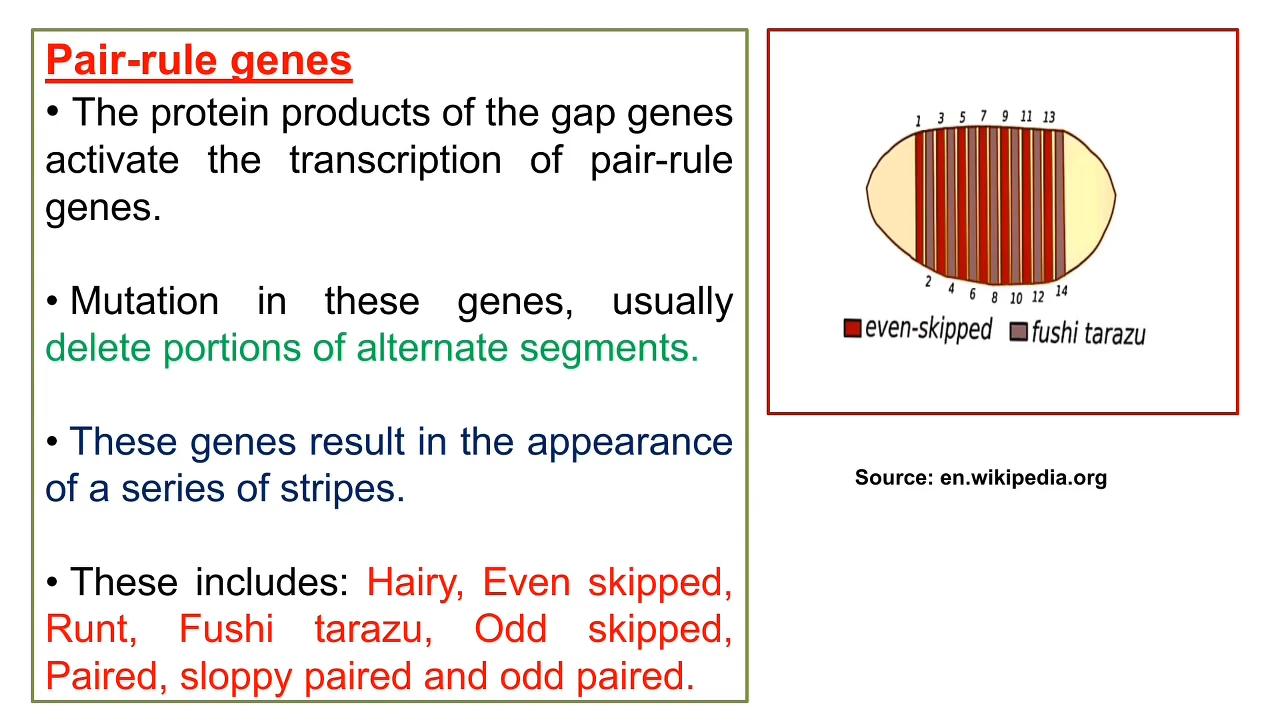 Pair-rule genes
• The protein products of the gap genes
activate the transcription of pair-rule
genes.
• Mutation in these genes, usually
delete portions of alternate segments.
• These genes result in the appearance
of a series of stripes.
• These includes: Hairy, Even skipped,
Runt, Fushi tarazu, Odd skipped,
Paired, sloppy paired and odd paired.
1 3 5 7 9 11 13
2 4 6 8 10 12 14
even-skipped fushi tarazu
Source: en.wikipedia.org